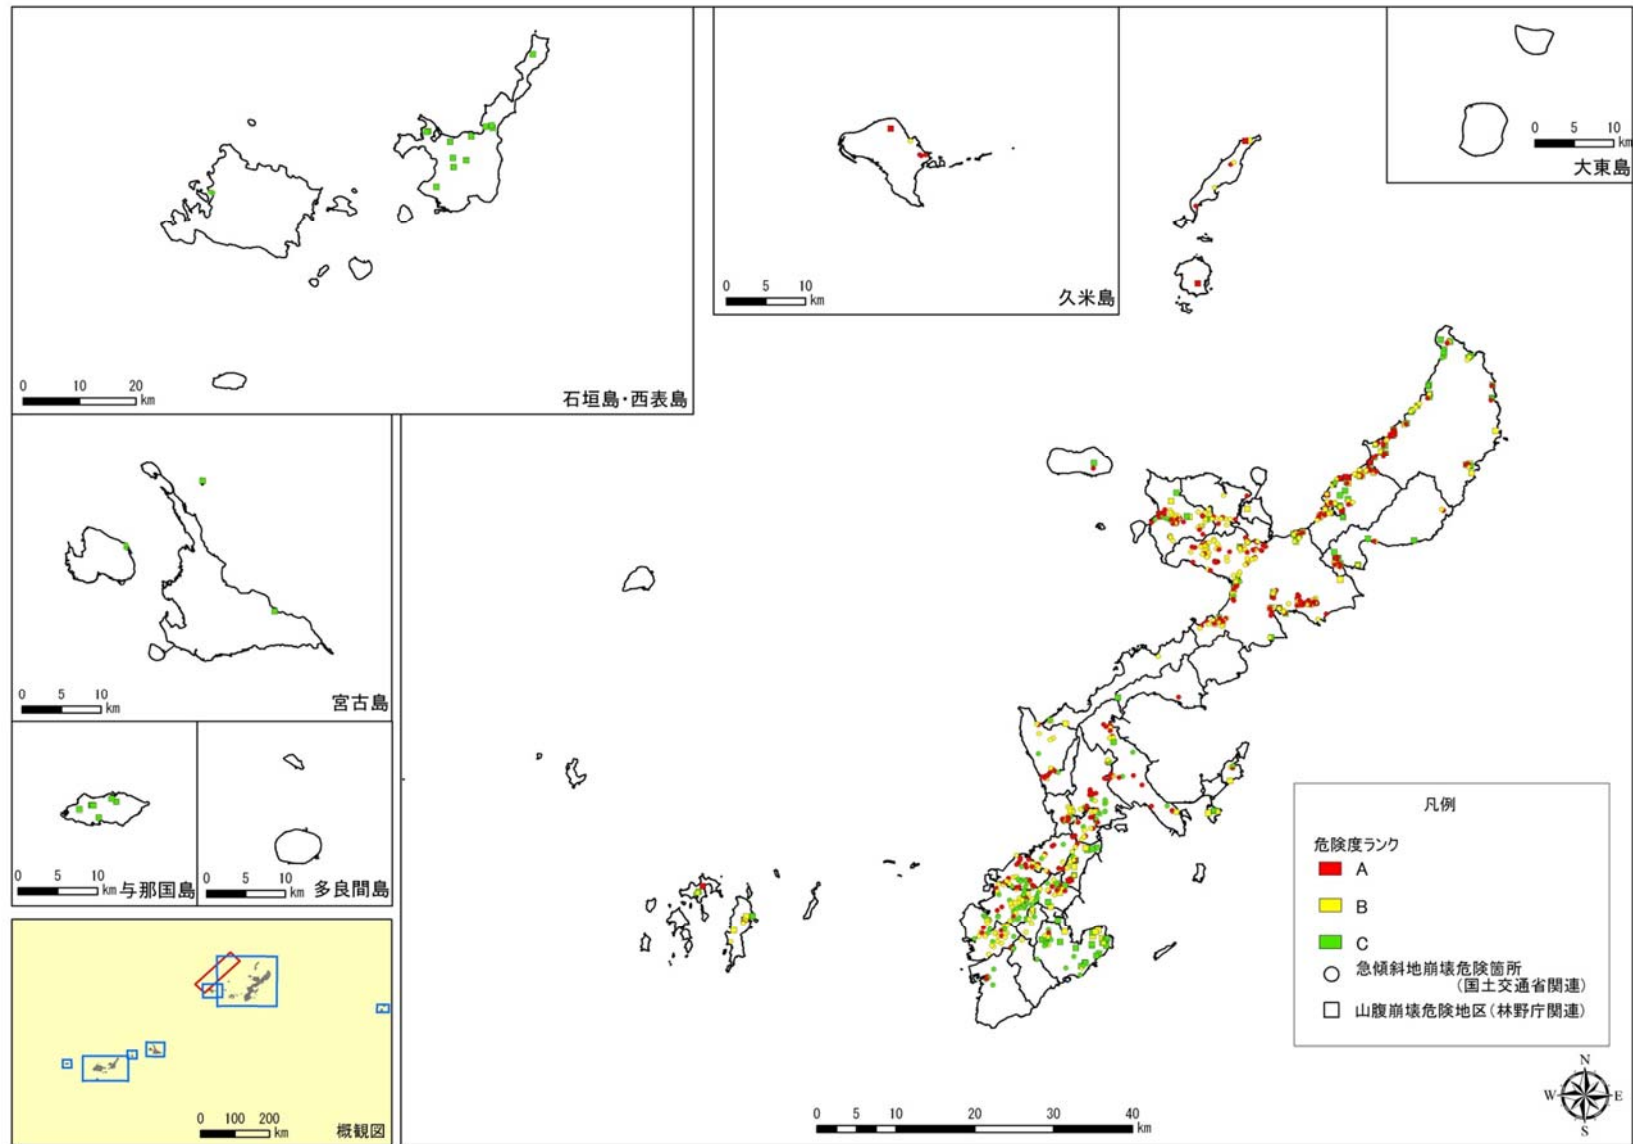 0 10 20
km
石垣島・西表島
0 5 10
km
久米島
0 5 10
km
大東島
0 5 10
km
宮古島
0 5 10
km
与那国島
0 5 10
km
多良間島
0 100 200
km
概観図
凡例
危険度ランク
A
B
C
急傾斜地崩壊危険箇所
(国土交通省関連)
山腹崩壊危険地区(林野庁関連)
N
W E
S
0 5 10 20 30 40
km